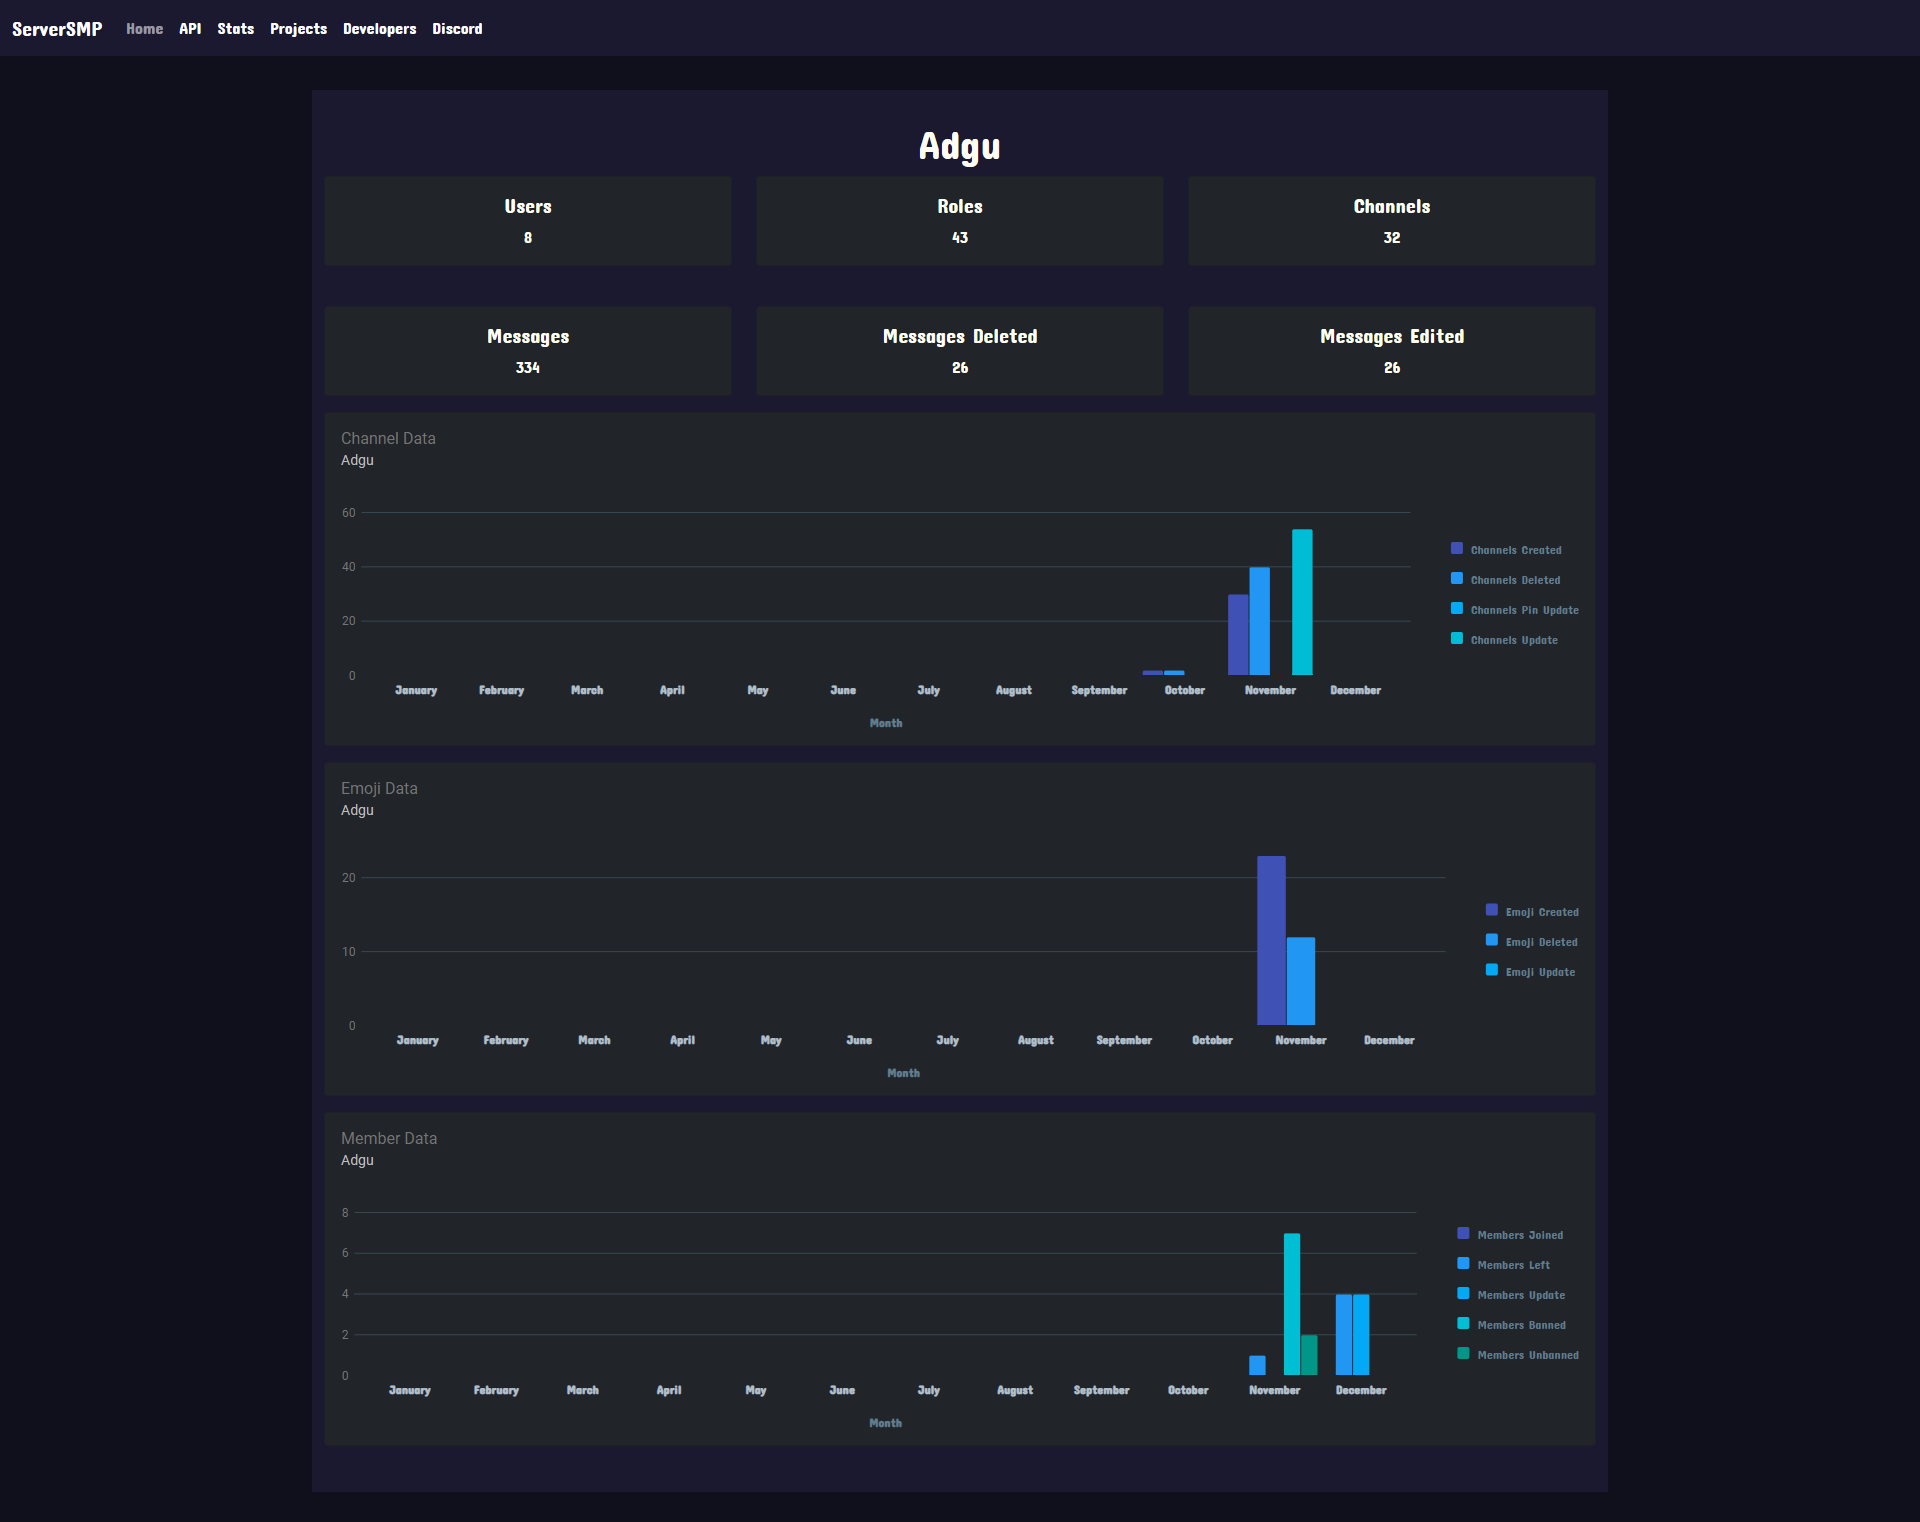 ServerSMP Home API Stats Projects Developers Discord
Adgu
Users Roles Channels
8 43 32
Messages Messages Deleted Messages Edited
334 26 26
Channel Data
Adgu
60
40
20
0
Channels Created
Channels Deleted
Channels Pin Update
Channels Update
January February March April May June July August September October November December
Month
Emoji Data
Adgu
20
10
0
Emoji Created
Emoji Deleted
Emoji Update
January February March April May June July August September October November December
Month
Member Data
Adgu
8
6
4
2
0
Members Joined
Members Left
Members Update
Members Banned
Members Unbanned
January February March April May June July August September October November December
Month